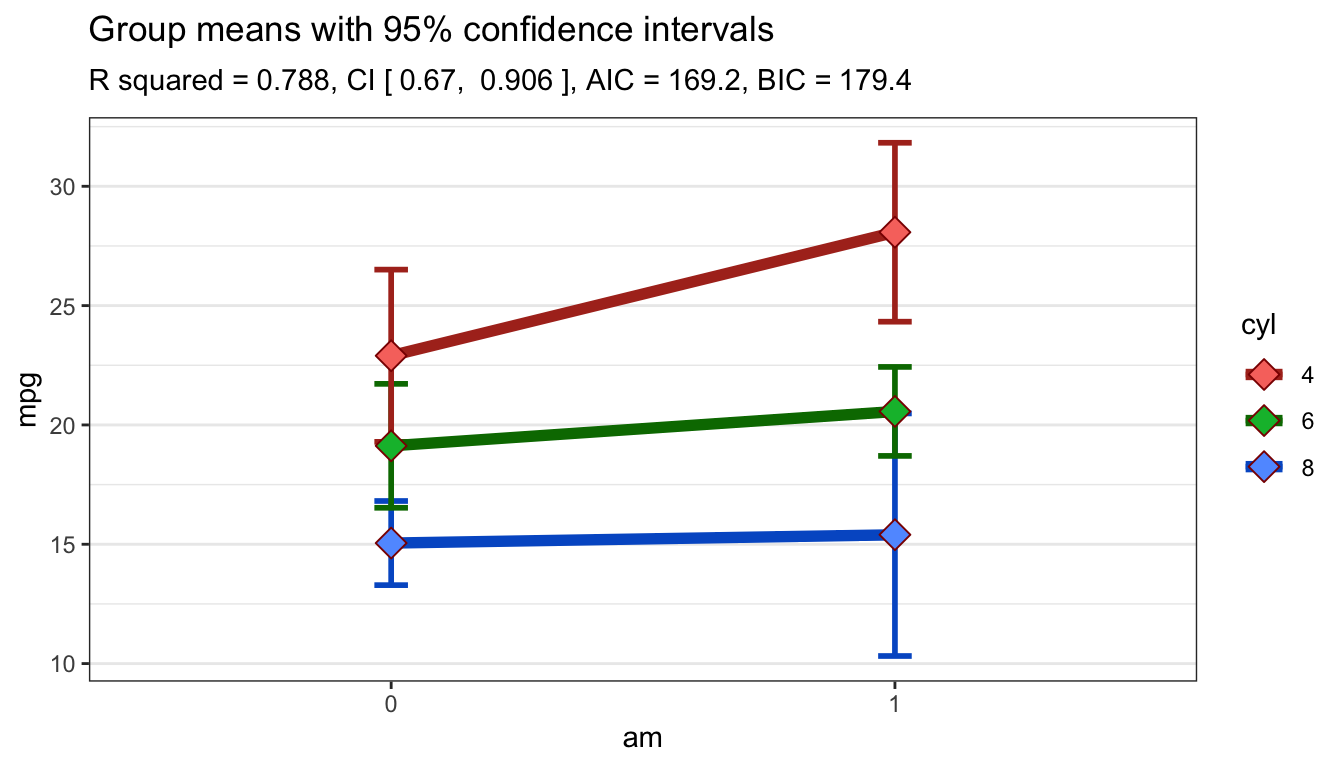 Group means with 95% confidence intervals
R squared = 0.788, CI [ 0.67,  0.906 ], AIC = 169.2, BIC = 179.4
30
25
20
15
10
mpg
0
1
am
cyl
4
6
8